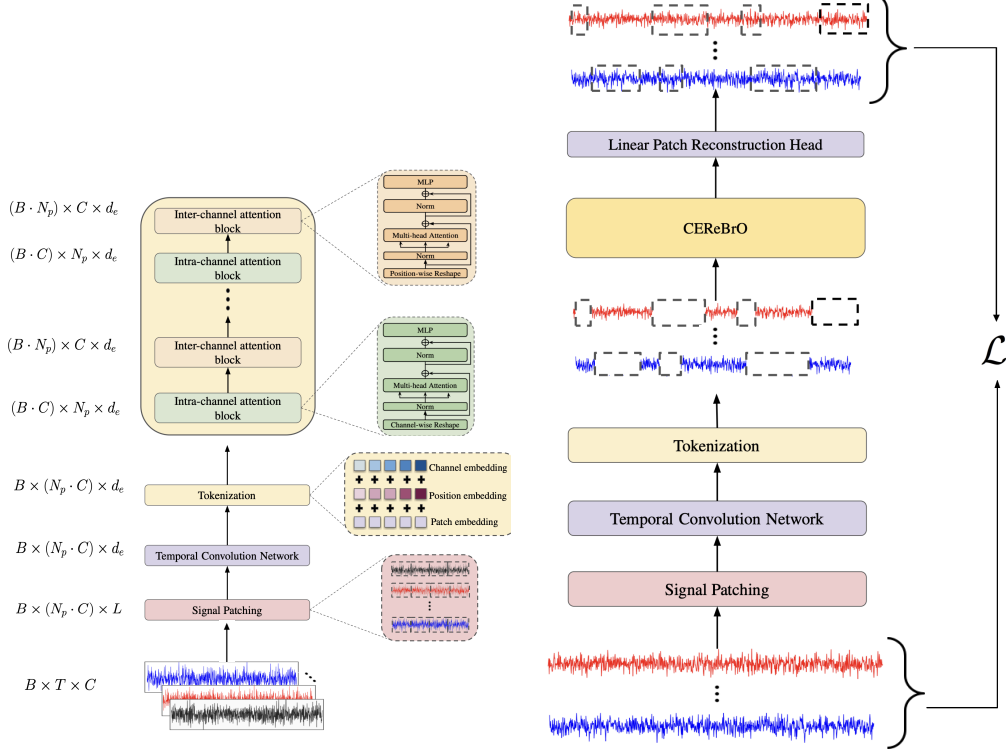 Linear Patch Reconstruction Head
CEReBrO
Tokenization
Temporal Convolution Network
Signal Patching
ℒ
(B · N_p) × C × d_e
Inter-channel attention
block
(B · C) × N_p × d_e
Intra-channel attention
block
(B · N_p) × C × d_e
Inter-channel attention
block
(B · C) × N_p × d_e
Intra-channel attention
block
MLP
Norm
Multi-head Attention
Norm
Position-wise Reshape
MLP
Norm
Multi-head Attention
Norm
Channel-wise Reshape
B × (N_p · C) × d_e
Tokenization
Channel embedding
Position embedding
Patch embedding
B × (N_p · C) × d_e
Temporal Convolution Network
B × (N_p · C) × L
Signal Patching
B × T × C